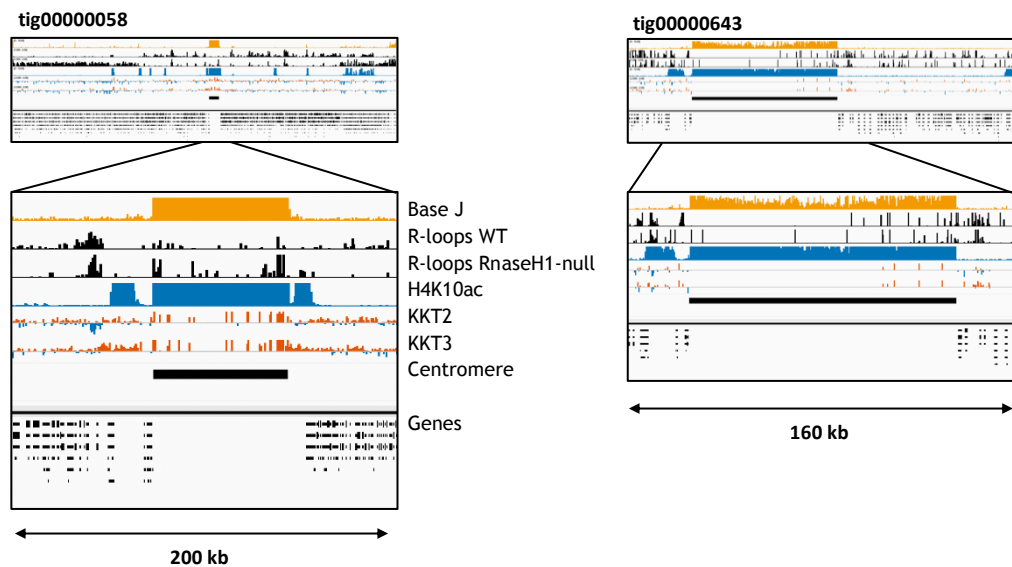 tig00000058
tig00000643
Base J
R-loops WT
R-loops RnaseH1-null
H4K10ac
KKT2
KKT3
Centromere
Genes
200 kb
160 kb